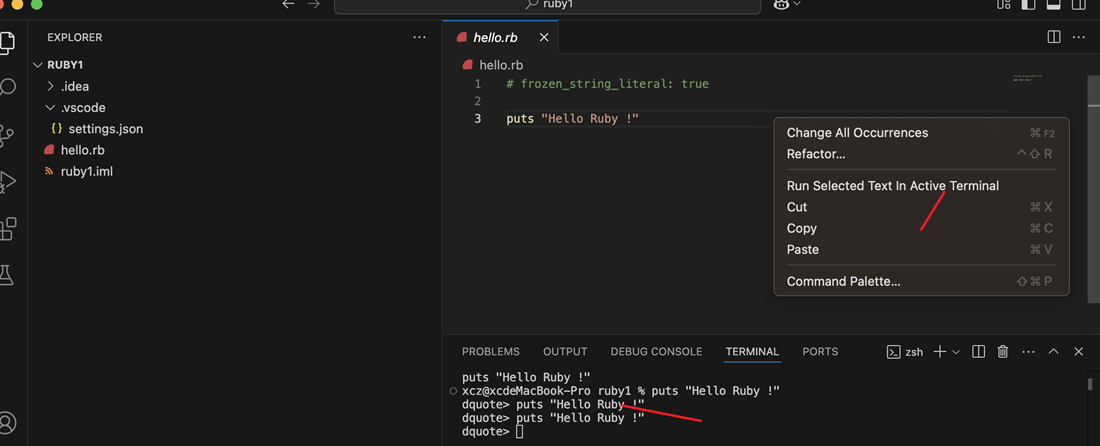 ruby1
EXPLORER
RUBY1
.idea
.vscode
{} settings.json
hello.rb
ruby1.iml
hello.rb
hello.rb
1 # frozen_string_literal: true
2
3 puts "Hello Ruby !"
Change All Occurrences ⌘ F2
Refactor... ^⇧ R
Run Selected Text In Active Terminal
Cut ⌘ X
Copy ⌘ C
Paste ⌘ V
Command Palette... ⇧⌘ P
PROBLEMS OUTPUT DEBUG CONSOLE TERMINAL PORTS zsh
puts "Hello Ruby !"
xcz@xcdeMacBook-Pro ruby1 % puts "Hello Ruby !"
dquote> puts "Hello Ruby !"
dquote> puts "Hello Ruby !"
dquote>